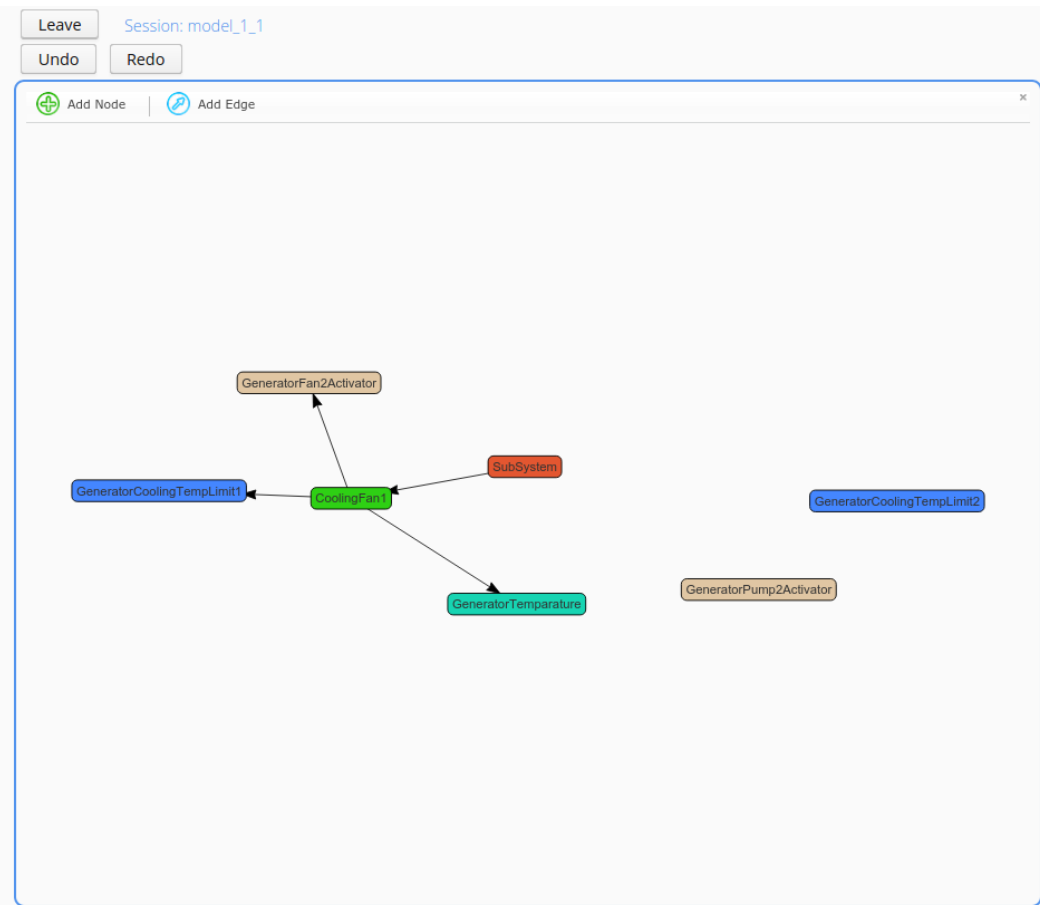 Leave Session: model_1_1
Undo Redo
Add Node Add Edge
GeneratorFan2Activator
SubSystem
GeneratorCoolingTempLimit1
CoolingFan1
GeneratorCoolingTempLimit2
GeneratorPump2Activator
GeneratorTemparature